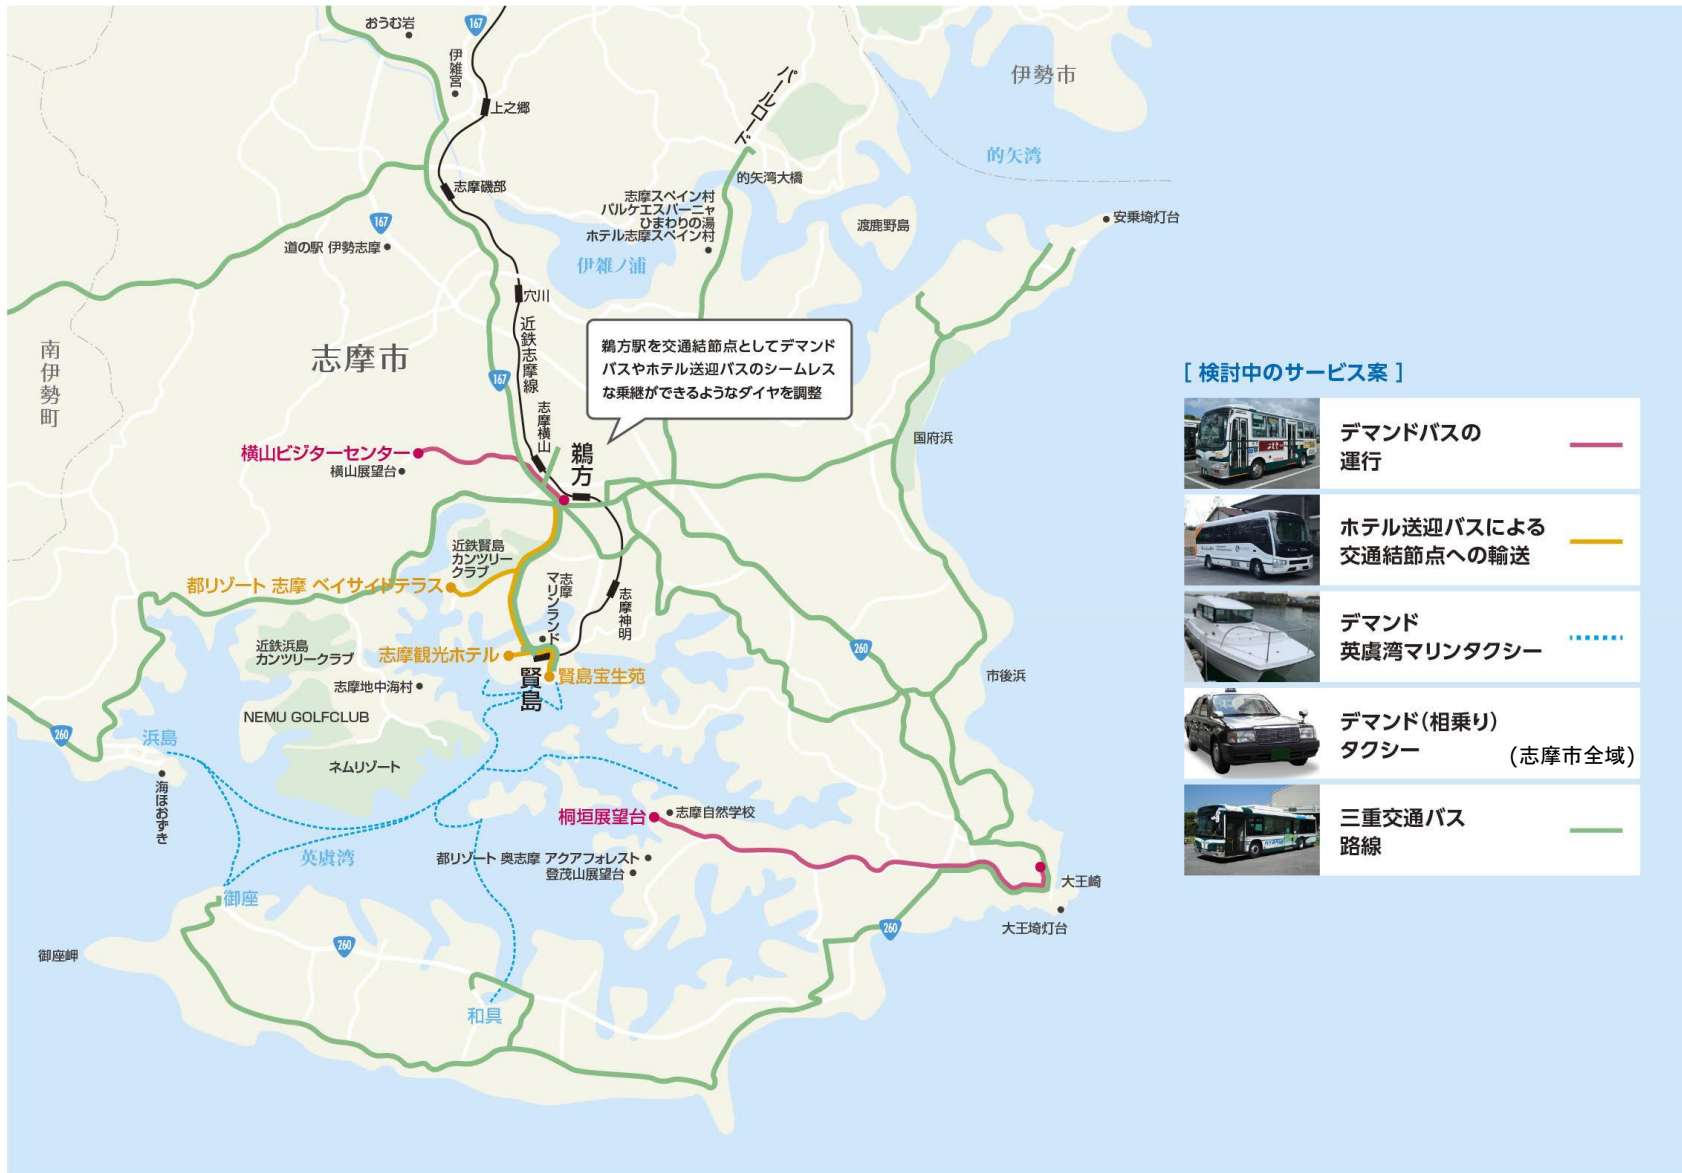 おうむ岩
167
伊雑宮
上之郷
パールロード
伊勢市
的矢湾
的矢湾大橋
志摩磯部
志摩スペイン村
パルケエスパーニャ
ひまわりの湯
ホテル志摩スペイン村
渡鹿野島
安乗埼灯台
167
道の駅 伊勢志摩
伊雑ノ浦
穴川
近鉄志摩線
南伊勢町
志摩市
鵜方駅を交通結節点としてデマンド
バスやホテル送迎バスのシームレス
な乗継ができるようなダイヤを調整
167
志摩横山
鵜方
国府浜
横山ビジターセンター
横山展望台
近鉄賢島
カンツリー
クラブ
都リゾート 志摩 ベイサイドテラス
志摩
マリンランド
志摩神明
近鉄浜島
カンツリークラブ
志摩観光ホテル
賢島
賢島宝生苑
260
市後浜
志摩地中海村
NEMU GOLFCLUB
260
浜島
ネムリゾート
海ほおずき
桐垣展望台
志摩自然学校
英虞湾
都リゾート 奥志摩 アクアフォレスト
登茂山展望台
大王崎
大王埼灯台
御座
260
260
御座岬
和具
[ 検討中のサービス案 ]
デマンドバスの
運行
ホテル送迎バスによる
交通結節点への輸送
デマンド
英虞湾マリンタクシー
デマンド(相乗り)
タクシー
(志摩市全域)
三重交通バス
路線